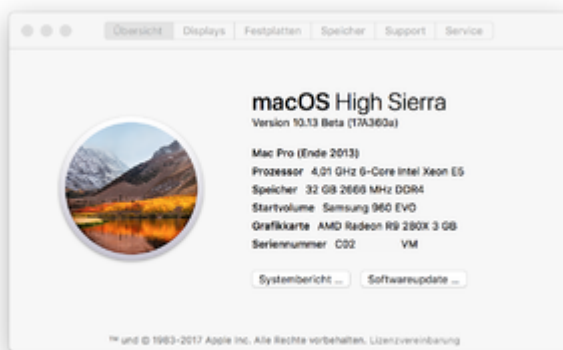 Übersicht Displays Festplatten Speicher Support Service
macOS High Sierra
Version 10.13 Beta (17A360a)
Mac Pro (Ende 2013)
Prozessor 4,01 GHz 6-Core Intel Xeon E5
Speicher 32 GB 2666 MHz DDR4
Startvolume Samsung 960 EVO
Grafikkarte AMD Radeon R9 280X 3 GB
Seriennummer C02 VM
Systembericht ... Softwareupdate ...
™ und © 1983-2017 Apple Inc. Alle Rechte vorbehalten. Lizenzvereinbarung